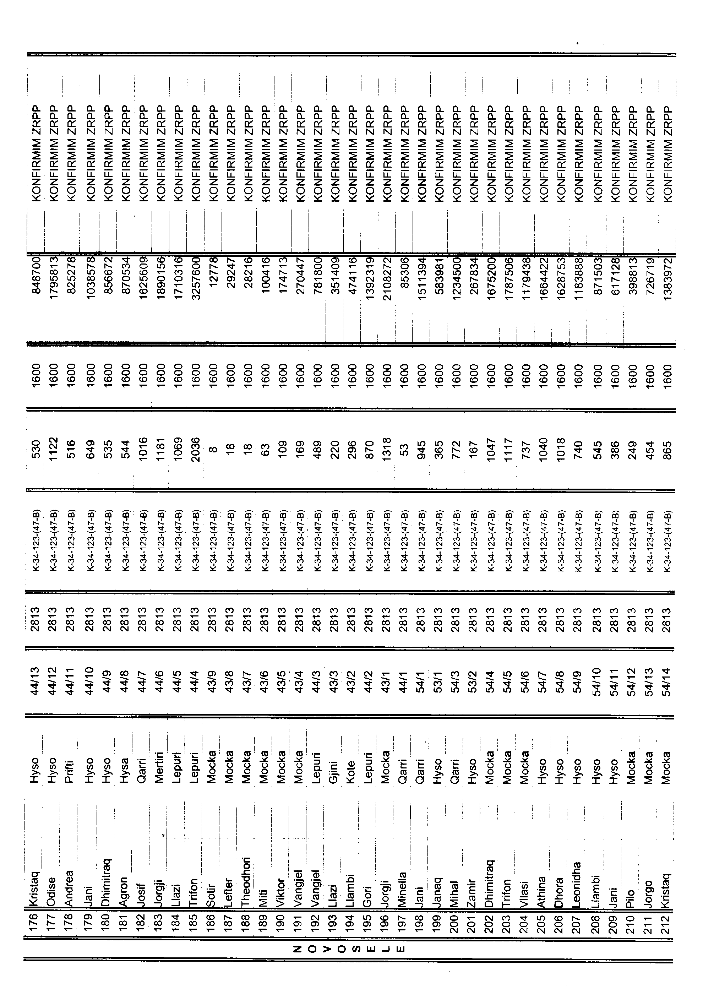 NOVOSELE
176 Kristaq Hyso 44/13 2813 K-34-123-(47-B) 530 1600 848700 KONFIRMIM ZRPP
177 Odise Hyso 44/12 2813 K-34-123-(47-B) 1122 1600 1795813 KONFIRMIM ZRPP
178 Andrea Prifti 44/11 2813 K-34-123-(47-B) 516 1600 825278 KONFIRMIM ZRPP
179 Jani Hyso 44/10 2813 K-34-123-(47-B) 649 1600 1038578 KONFIRMIM ZRPP
180 Dhimitraq Hyso 44/9 2813 K-34-123-(47-B) 535 1600 856672 KONFIRMIM ZRPP
181 Agron Hysa 44/8 2813 K-34-123-(47-B) 544 1600 870534 KONFIRMIM ZRPP
182 Josif Qarri 44/7 2813 K-34-123-(47-B) 1016 1600 1625609 KONFIRMIM ZRPP
183 Jorgji Mertiri 44/6 2813 K-34-123-(47-B) 1181 1600 1890156 KONFIRMIM ZRPP
184 Llazi Lepuri 44/5 2813 K-34-123-(47-B) 1069 1600 1710316 KONFIRMIM ZRPP
185 Trifon Lepuri 44/4 2813 K-34-123-(47-B) 2036 1600 3257600 KONFIRMIM ZRPP
186 Sotir Mocka 43/9 2813 K-34-123-(47-B) 8 1600 12778 KONFIRMIM ZRPP
187 Lefter Mocka 43/8 2813 K-34-123-(47-B) 18 1600 29247 KONFIRMIM ZRPP
188 Theodhori Mocka 43/7 2813 K-34-123-(47-B) 18 1600 28216 KONFIRMIM ZRPP
189 Miti Mocka 43/6 2813 K-34-123-(47-B) 63 1600 100416 KONFIRMIM ZRPP
190 Viktor Mocka 43/5 2813 K-34-123-(47-B) 109 1600 174713 KONFIRMIM ZRPP
191 Vangjel Mocka 43/4 2813 K-34-123-(47-B) 169 1600 270447 KONFIRMIM ZRPP
192 Vangjel Lepuri 44/3 2813 K-34-123-(47-B) 489 1600 781800 KONFIRMIM ZRPP
193 Llazi Gjini 43/3 2813 K-34-123-(47-B) 220 1600 351409 KONFIRMIM ZRPP
194 Llambi Kote 43/2 2813 K-34-123-(47-B) 296 1600 474116 KONFIRMIM ZRPP
195 Gori Lepuri 44/2 2813 K-34-123-(47-B) 870 1600 1392319 KONFIRMIM ZRPP
196 Jorgji Mocka 43/1 2813 K-34-123-(47-B) 1318 1600 2108272 KONFIRMIM ZRPP
197 Minella Qarri 44/1 2813 K-34-123-(47-B) 53 1600 85306 KONFIRMIM ZRPP
198 Jani Qarri 54/1 2813 K-34-123-(47-B) 945 1600 1511394 KONFIRMIM ZRPP
199 Janaq Hyso 53/1 2813 K-34-123-(47-B) 365 1600 583981 KONFIRMIM ZRPP
200 Mihal Qarri 54/3 2813 K-34-123-(47-B) 772 1600 1234500 KONFIRMIM ZRPP
201 Zamir Hyso 53/2 2813 K-34-123-(47-B) 167 1600 267834 KONFIRMIM ZRPP
202 Dhimitraq Mocka 54/4 2813 K-34-123-(47-B) 1047 1600 1675200 KONFIRMIM ZRPP
203 Trifon Mocka 54/5 2813 K-34-123-(47-B) 1117 1600 1787506 KONFIRMIM ZRPP
204 Vllasi Mocka 54/6 2813 K-34-123-(47-B) 737 1600 1179438 KONFIRMIM ZRPP
205 Athina Hyso 54/7 2813 K-34-123-(47-B) 1040 1600 1664422 KONFIRMIM ZRPP
206 Dhora Hyso 54/8 2813 K-34-123-(47-B) 1018 1600 1628753 KONFIRMIM ZRPP
207 Leonidha Hyso 54/9 2813 K-34-123-(47-B) 740 1600 1183888 KONFIRMIM ZRPP
208 Llambi Hyso 54/10 2813 K-34-123-(47-B) 545 1600 871503 KONFIRMIM ZRPP
209 Jani Hyso 54/11 2813 K-34-123-(47-B) 386 1600 617128 KONFIRMIM ZRPP
210 Pilo Mocka 54/12 2813 K-34-123-(47-B) 249 1600 398813 KONFIRMIM ZRPP
211 Jorgo Mocka 54/13 2813 K-34-123-(47-B) 454 1600 726719 KONFIRMIM ZRPP
212 Kristaq Mocka 54/14 2813 K-34-123-(47-B) 865 1600 1383972 KONFIRMIM ZRPP